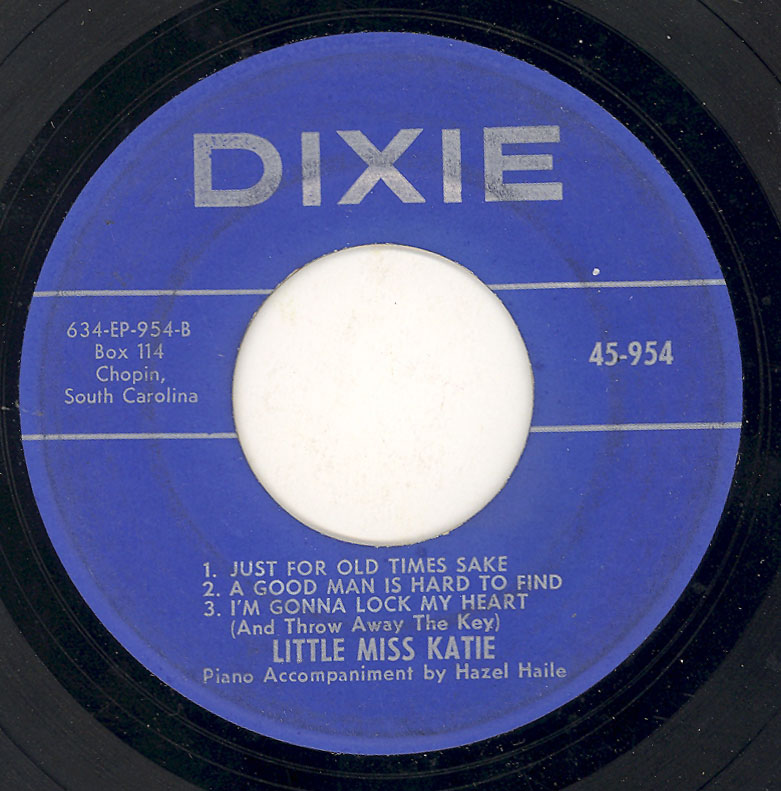 DIXIE
634-EP-954-B
Box 114
Chopin,
South Carolina
45-954
1. JUST FOR OLD TIMES SAKE
2. A GOOD MAN IS HARD TO FIND
3. I'M GONNA LOCK MY HEART
(And Throw Away The Key)
LITTLE MISS KATIE
Piano Accompaniment by Hazel Haile